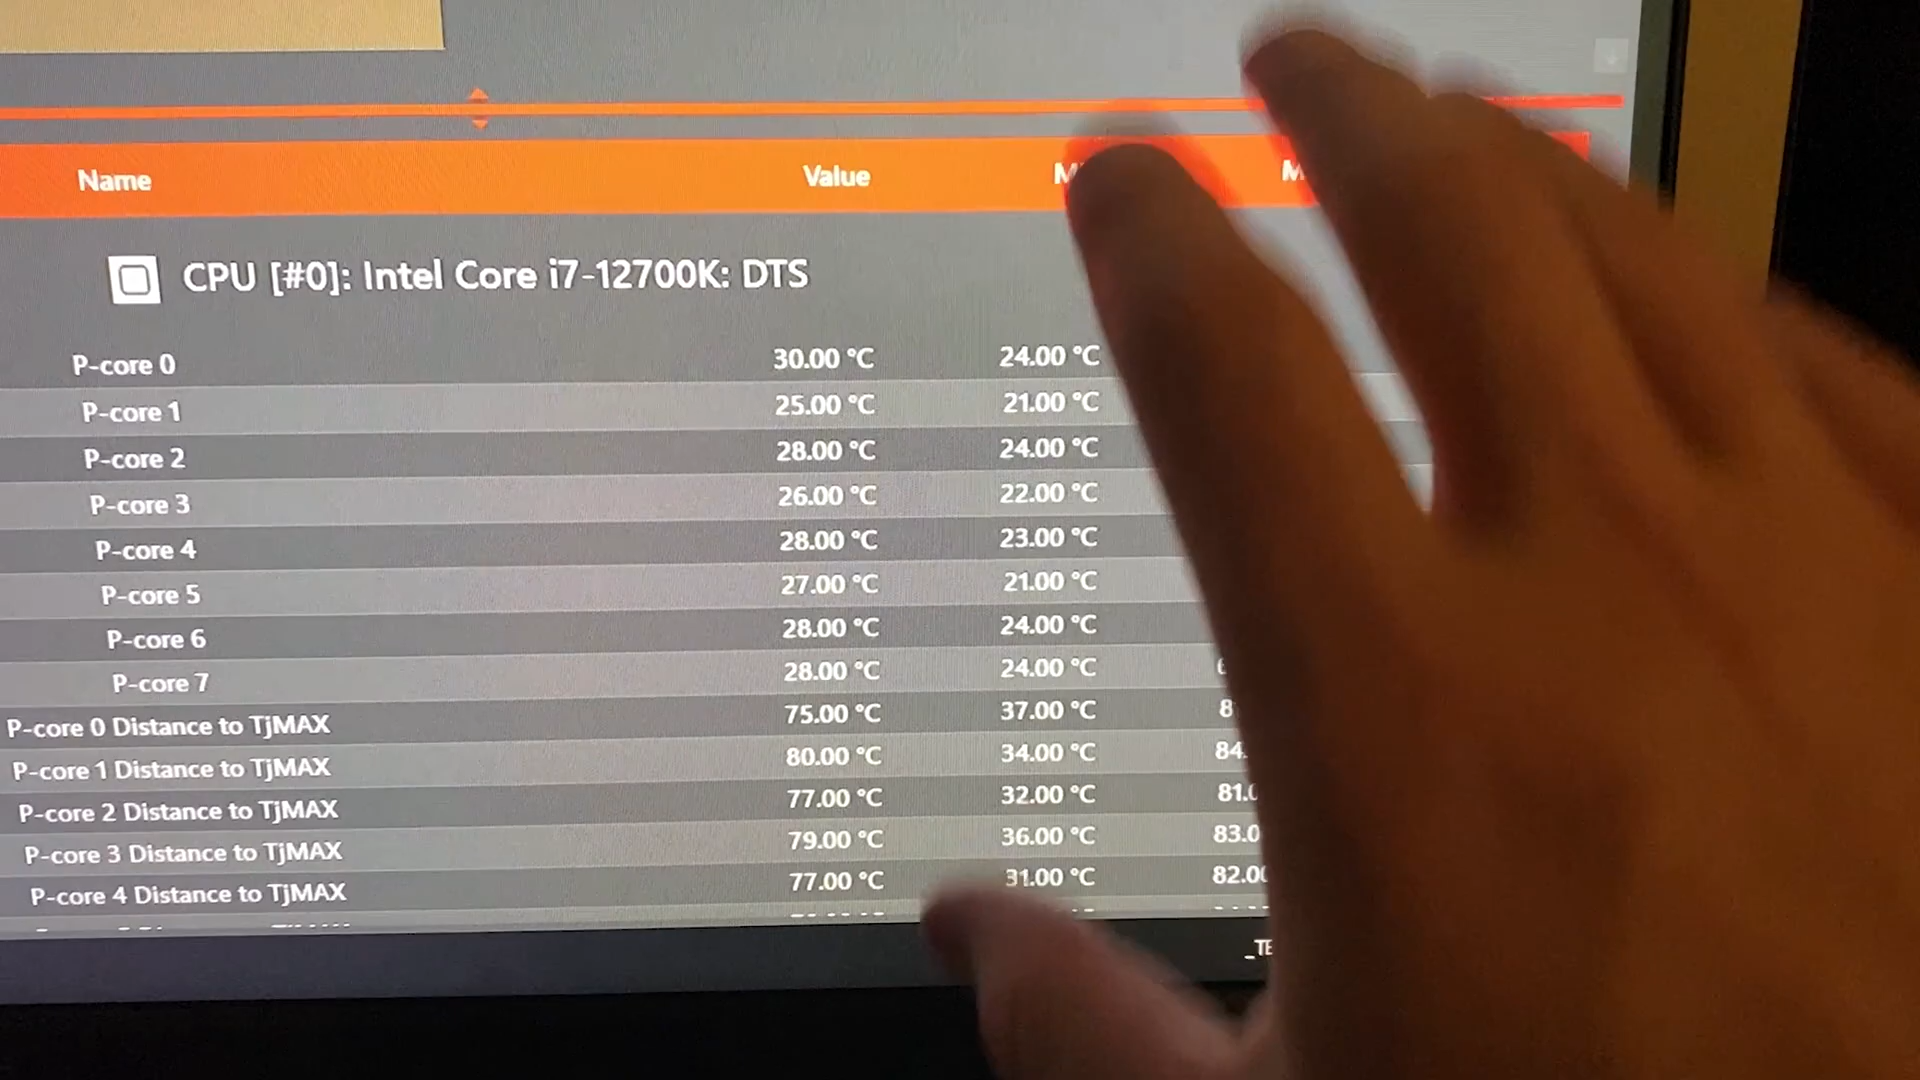 Name Value
CPU [#0]: Intel Core i7-12700K: DTS
P-core 0 30.00 °C 24.00 °C
P-core 1 25.00 °C 21.00 °C
P-core 2 28.00 °C 24.00 °C
P-core 3 26.00 °C 22.00 °C
P-core 4 28.00 °C 23.00 °C
P-core 5 27.00 °C 21.00 °C
P-core 6 28.00 °C 24.00 °C
P-core 7 28.00 °C 24.00 °C
P-core 0 Distance to TjMAX 75.00 °C 37.00 °C
P-core 1 Distance to TjMAX 80.00 °C 34.00 °C
P-core 2 Distance to TjMAX 77.00 °C 32.00 °C
P-core 3 Distance to TjMAX 79.00 °C 36.00 °C
P-core 4 Distance to TjMAX 77.00 °C 31.00 °C